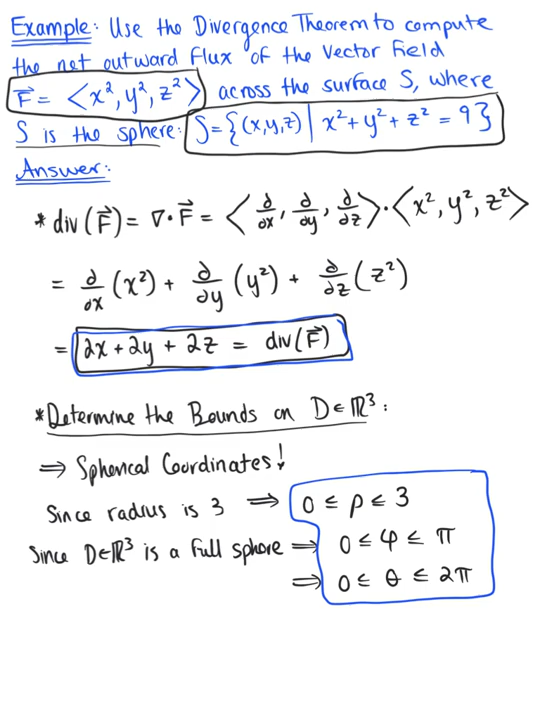 Example: Use the Divergence Theorem to compute
the net outward flux of the vector field
F⃗ = ⟨x², y², z²⟩ across the surface S, where
S is the sphere: S = {(x,y,z) | x² + y² + z² = 9}
Answer:
* div(F⃗) = ∇·F⃗ = ⟨∂/∂x, ∂/∂y, ∂/∂z⟩·⟨x², y², z²⟩
= ∂/∂x (x²) + ∂/∂y (y²) + ∂/∂z (z²)
= 2x + 2y + 2z = div(F⃗)
* Determine the Bounds on D∈ℝ³:
⇒ Spherical Coordinates!
Since radius is 3 ⇒ 0 ≤ ρ ≤ 3
Since D∈ℝ³ is a full sphere ⇒ 0 ≤ φ ≤ π
⇒ 0 ≤ θ ≤ 2π